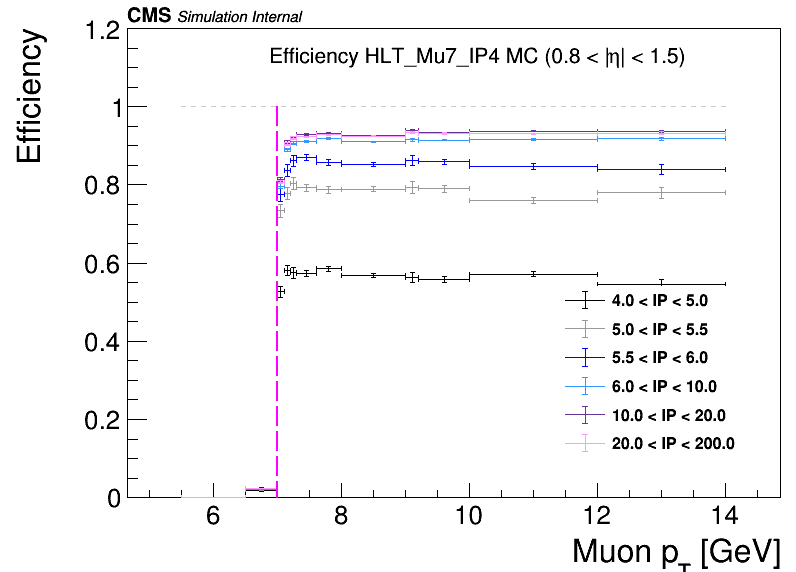 CMS Simulation Internal
Efficiency HLT_Mu7_IP4 MC (0.8 < |η| < 1.5)
Efficiency
1.2
1
0.8
0.6
0.4
0.2
0
4.0 < IP < 5.0
5.0 < IP < 5.5
5.5 < IP < 6.0
6.0 < IP < 10.0
10.0 < IP < 20.0
20.0 < IP < 200.0
6 8 10 12 14
Muon p_T [GeV]